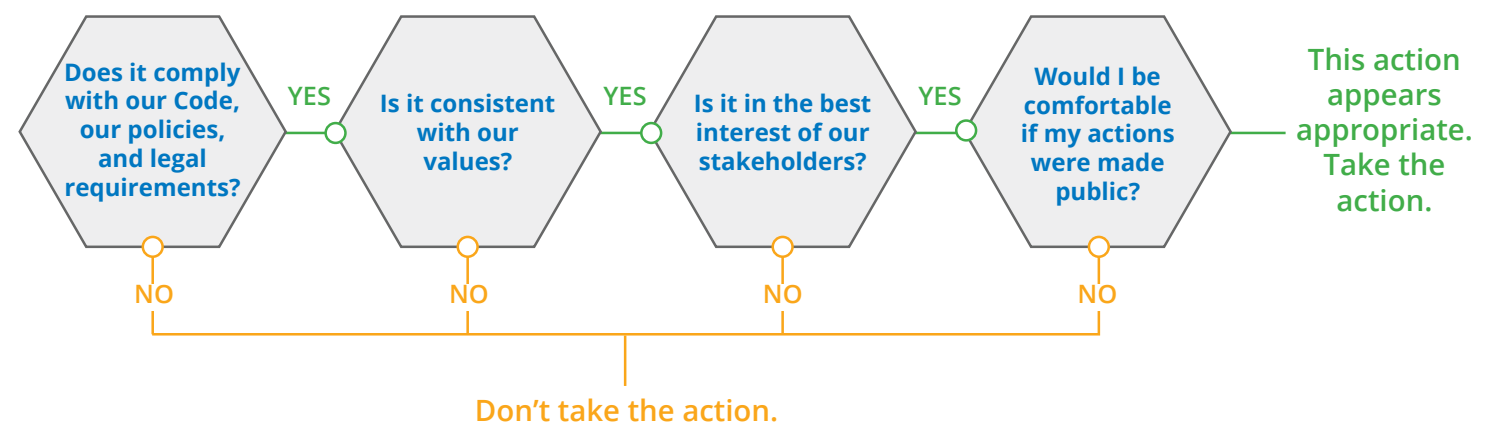 Does it comply
with our Code,
our policies,
and legal
requirements?
YES
Is it consistent
with our
values?
YES
Is it in the best
interest of our
stakeholders?
YES
Would I be
comfortable
if my actions
were made
public?
This action
appears
appropriate.
Take the
action.
NO
NO
NO
NO
Don’t take the action.